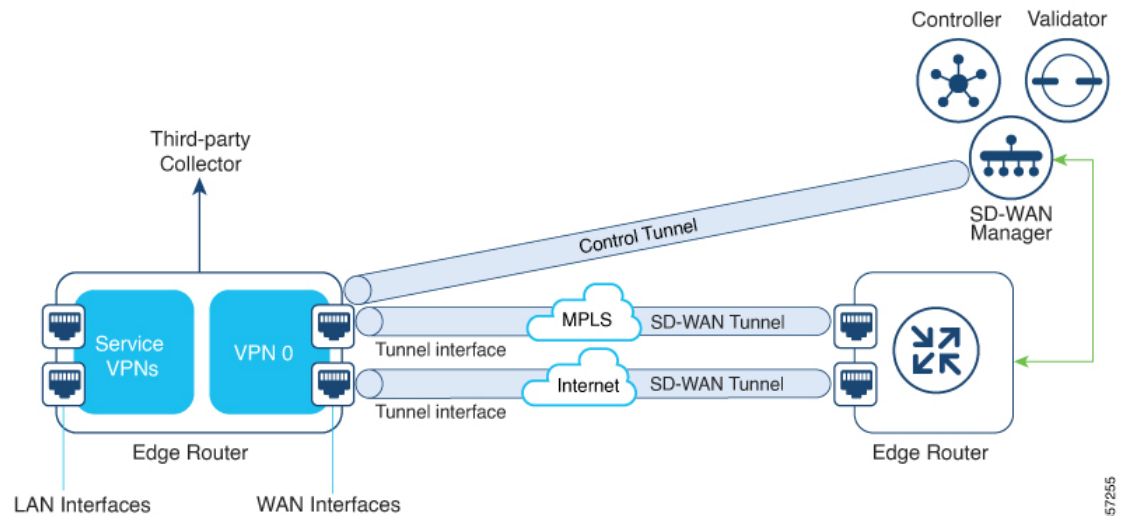 Controller
Validator
Third-party
Collector
Control Tunnel
SD-WAN
Manager
Service
VPNs
VPN 0
MPLS
SD-WAN Tunnel
Tunnel interface
Internet
SD-WAN Tunnel
Tunnel interface
Edge Router
Edge Router
LAN Interfaces
WAN Interfaces
357255